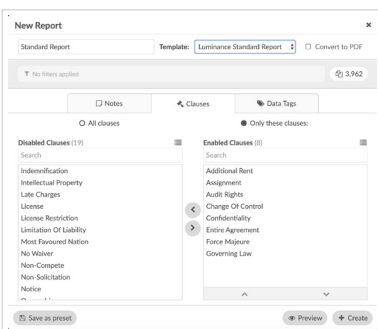 New Report ×
Standard Report Template: Luminance Standard Report Convert to PDF
No filters applied 3,962
Notes Clauses Data Tags
All clauses Only these clauses:
Disabled Clauses (19) Enabled Clauses (8)
Search Search
Indemnification Additional Rent
Intellectual Property Assignment
Late Charges Audit Rights
License Change Of Control
License Restriction Confidentiality
Limitation Of Liability Entire Agreement
Most Favoured Nation Force Majeure
No Waiver Governing Law
Non-Compete
Non-Solicitation
Notice
Save as preset Preview + Create